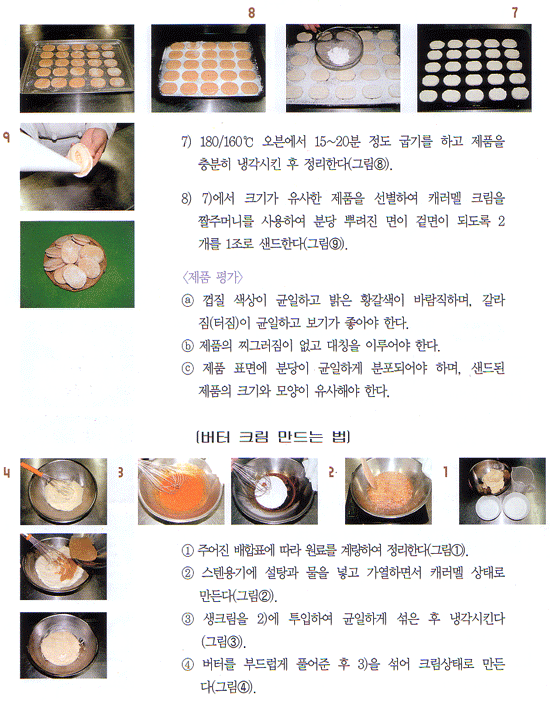 8
7
9
7) 180/160℃ 오븐에서 15~20분 정도 굽기를 하고 제품을
충분히 냉각시킨 후 정리한다(그림⑧).
8) 7)에서 크기가 유사한 제품을 선별하여 캐러멜 크림을
짤주머니를 사용하여 분당 뿌려진 면이 겉면이 되도록 2
개를 1조로 샌드한다(그림⑨).
〈제품 평가〉
ⓐ 껍질 색상이 균일하고 밝은 황갈색이 바람직하며, 갈라
짐(터짐)이 균일하고 보기가 좋아야 한다.
ⓑ 제품의 찌그러짐이 없고 대칭을 이루어야 한다.
ⓒ 제품 표면에 분당이 균일하게 분포되어야 하며, 샌드된
제품의 크기와 모양이 유사해야 한다.
(버터 크림 만드는 법)
4
3
2
1
① 주어진 배합표에 따라 원료를 계량하여 정리한다(그림①).
② 스텐용기에 설탕과 물을 넣고 가열하면서 캐러멜 상태로
만든다(그림②).
③ 생크림을 2)에 투입하여 균일하게 섞은 후 냉각시킨다
(그림③).
④ 버터를 부드럽게 풀어준 후 3)을 섞어 크림상태로 만든
다(그림④).